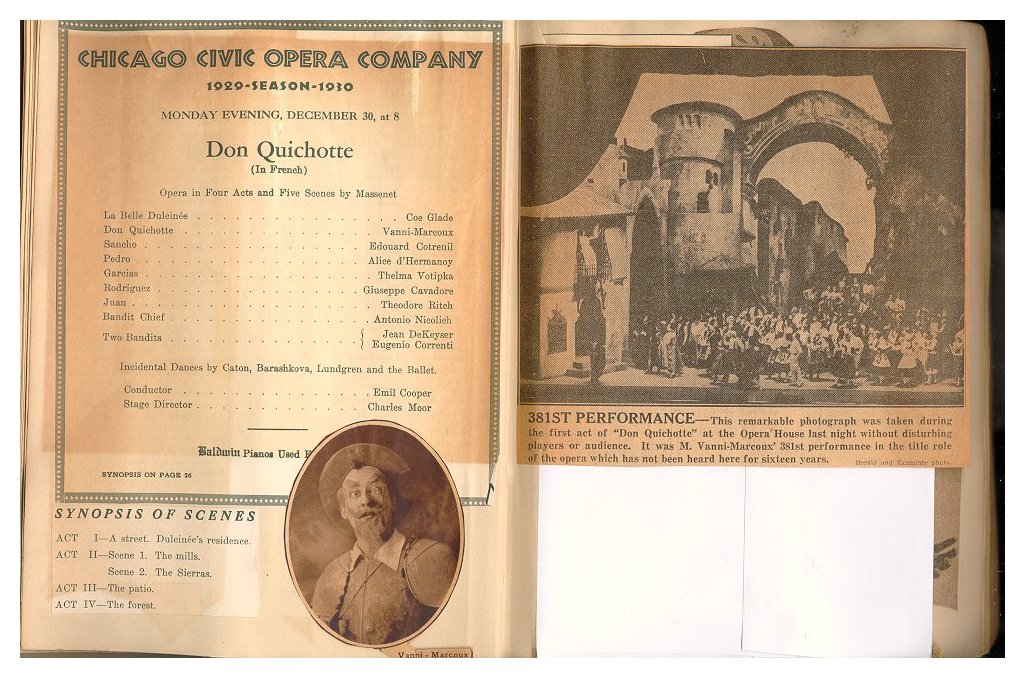 CHICAGO CIVIC OPERA COMPANY
1929-SEASON-1930
MONDAY EVENING, DECEMBER 30, at 8
Don Quichotte
(In French)
Opera in Four Acts and Five Scenes by Massenet
La Belle Dulcinée . . . . . . . . . . . . . . . . . Coe Glade
Don Quichotte . . . . . . . . . . . . . . . . Vanni-Marcoux
Sancho . . . . . . . . . . . . . . . . . Edouard Cotreuil
Pedro . . . . . . . . . . . . . . . . . Alice d'Hermanoy
Garcias . . . . . . . . . . . . . . . . . Thelma Votipka
Rodriguez . . . . . . . . . . . . . . . Giuseppe Cavadore
Juan . . . . . . . . . . . . . . . . . . Theodore Ritch
Bandit Chief . . . . . . . . . . . . . . . Antonio Nicolich
Two Bandits . . . . . . . . . . . . . . { Jean DeKeyser
Eugenio Correnti
Incidental Dances by Caton, Barashkova, Lundgren and the Ballet.
Conductor . . . . . . . . . . . . . . Emil Cooper
Stage Director . . . . . . . . . . . . . Charles Moor
Baldwin Pianos Used
SYNOPSIS ON PAGE 26
SYNOPSIS OF SCENES
ACT I—A street. Dulcinée's residence.
ACT II—Scene 1. The mills.
Scene 2. The Sierras.
ACT III—The patio.
ACT IV—The forest.
Vanni - Marcoux
381ST PERFORMANCE—This remarkable photograph was taken during
the first act of "Don Quichotte" at the Opera House last night without disturbing
players or audience. It was M. Vanni-Marcoux' 381st performance in the title role
of the opera which has not been heard here for sixteen years.
Herald and Examiner photo.